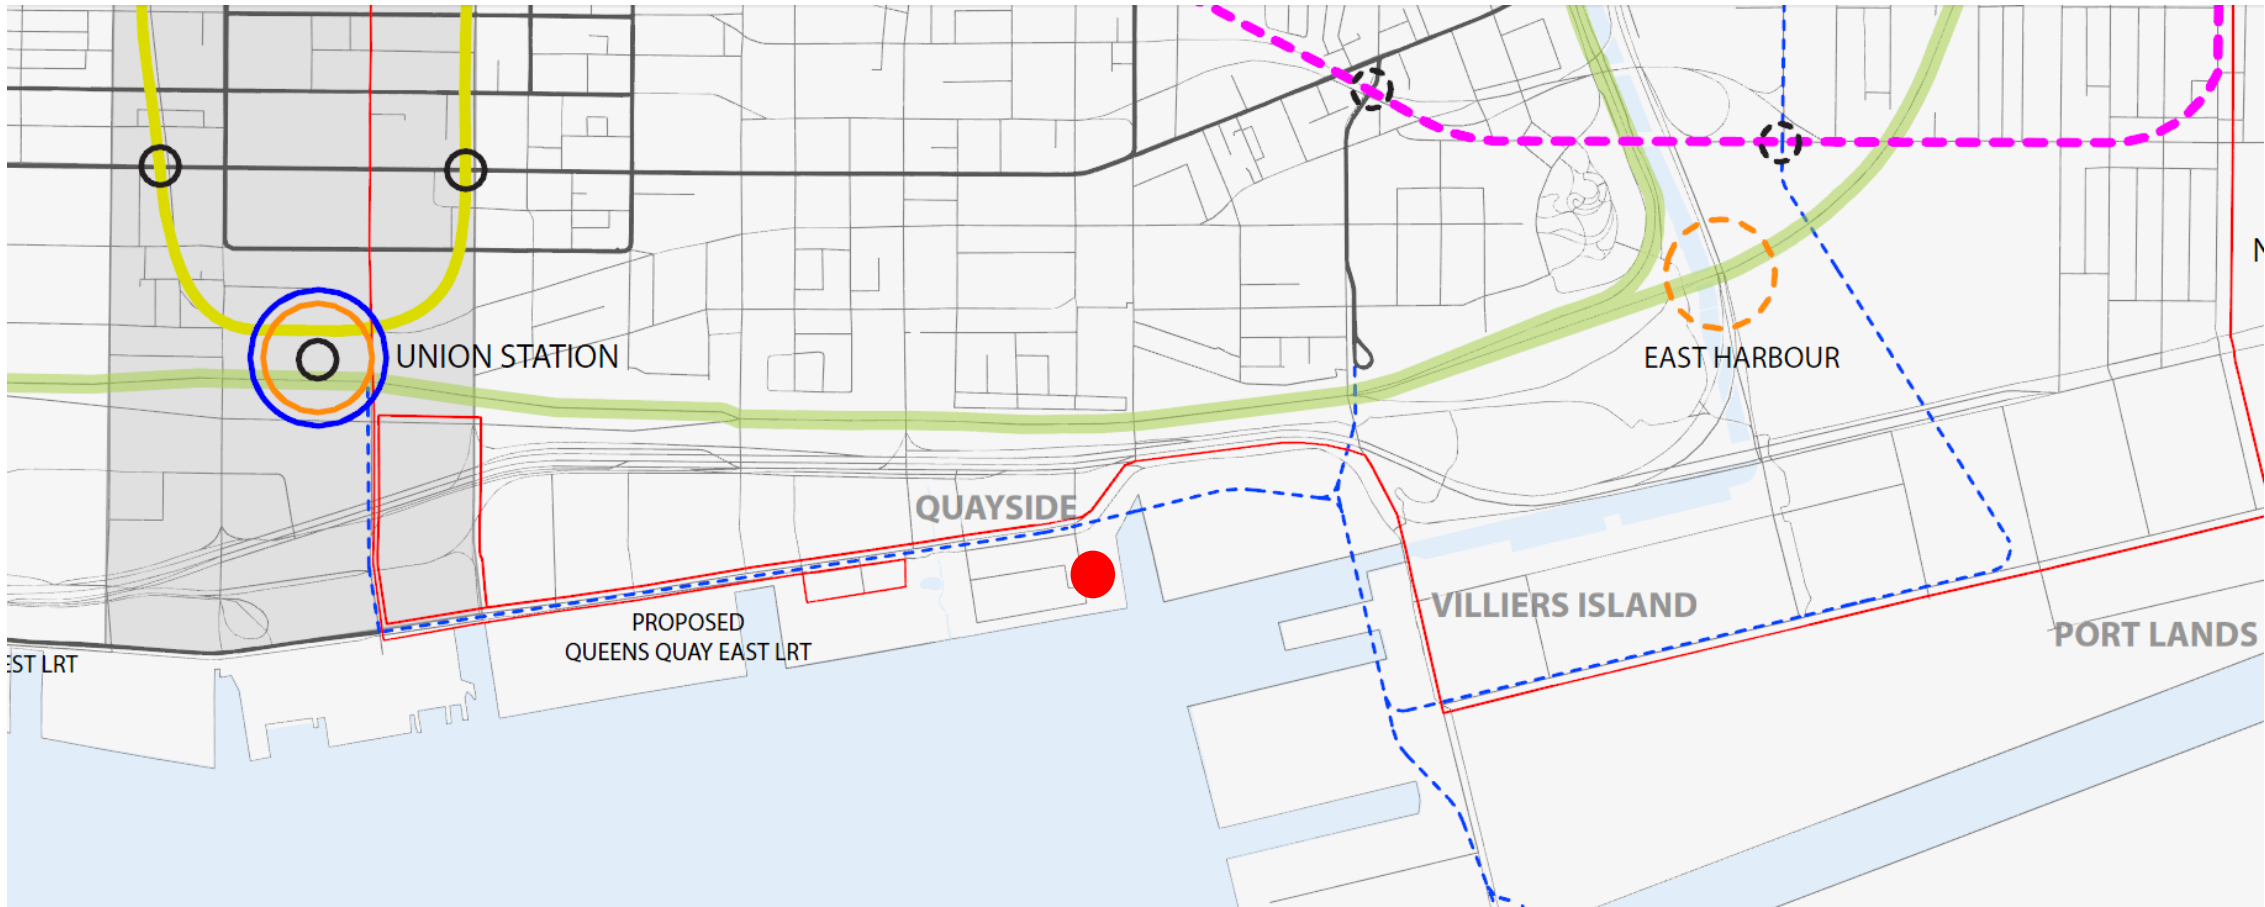 UNION STATION
EAST HARBOUR
QUAYSIDE
PROPOSED
QUEENS QUAY EAST LRT
EST LRT
VILLIERS ISLAND
PORT LANDS
N